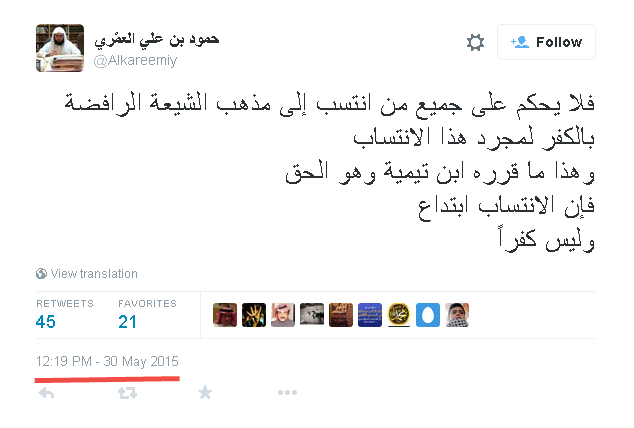 حمود بن علي العمْري
@Alkareemiy
Follow
فلا يحكم على جميع من انتسب إلى مذهب الشيعة الرافضة
بالكفر لمجرد هذا الانتساب
وهذا ما قرره ابن تيمية وهو الحق
فإن الانتساب ابتداع
وليس كفراً
View translation
RETWEETS FAVORITES
45 21
12:19 PM - 30 May 2015